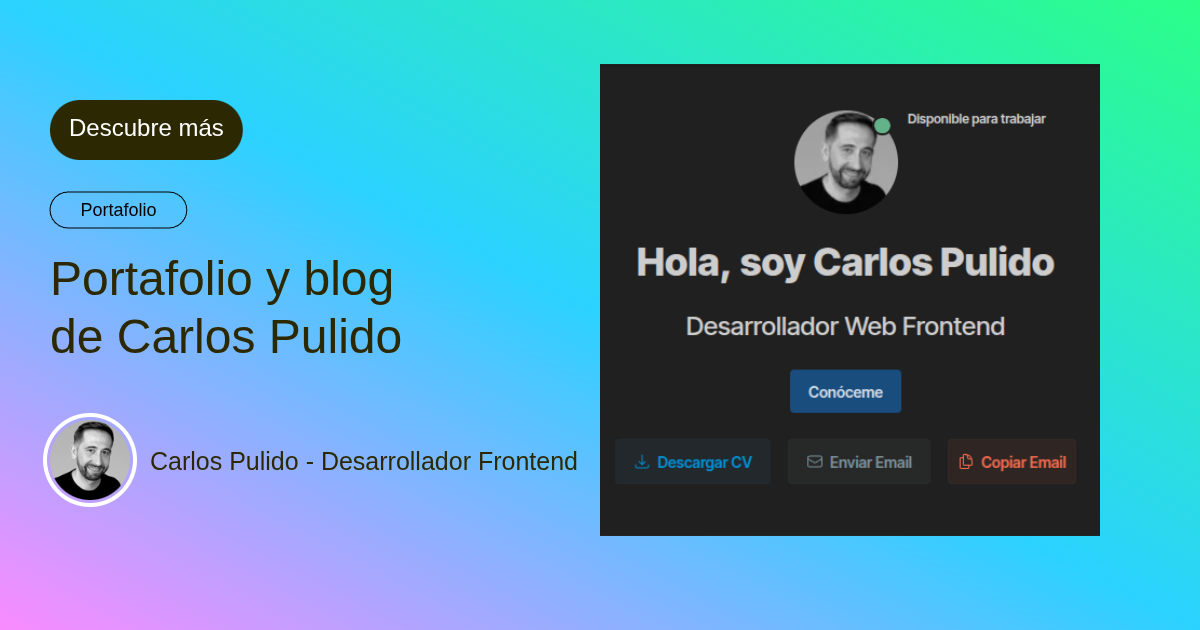 Descubre más
Portafolio
Portafolio y blog
de Carlos Pulido
Carlos Pulido - Desarrollador Frontend
Disponible para trabajar
Hola, soy Carlos Pulido
Desarrollador Web Frontend
Conóceme
Descargar CV
Enviar Email
Copiar Email